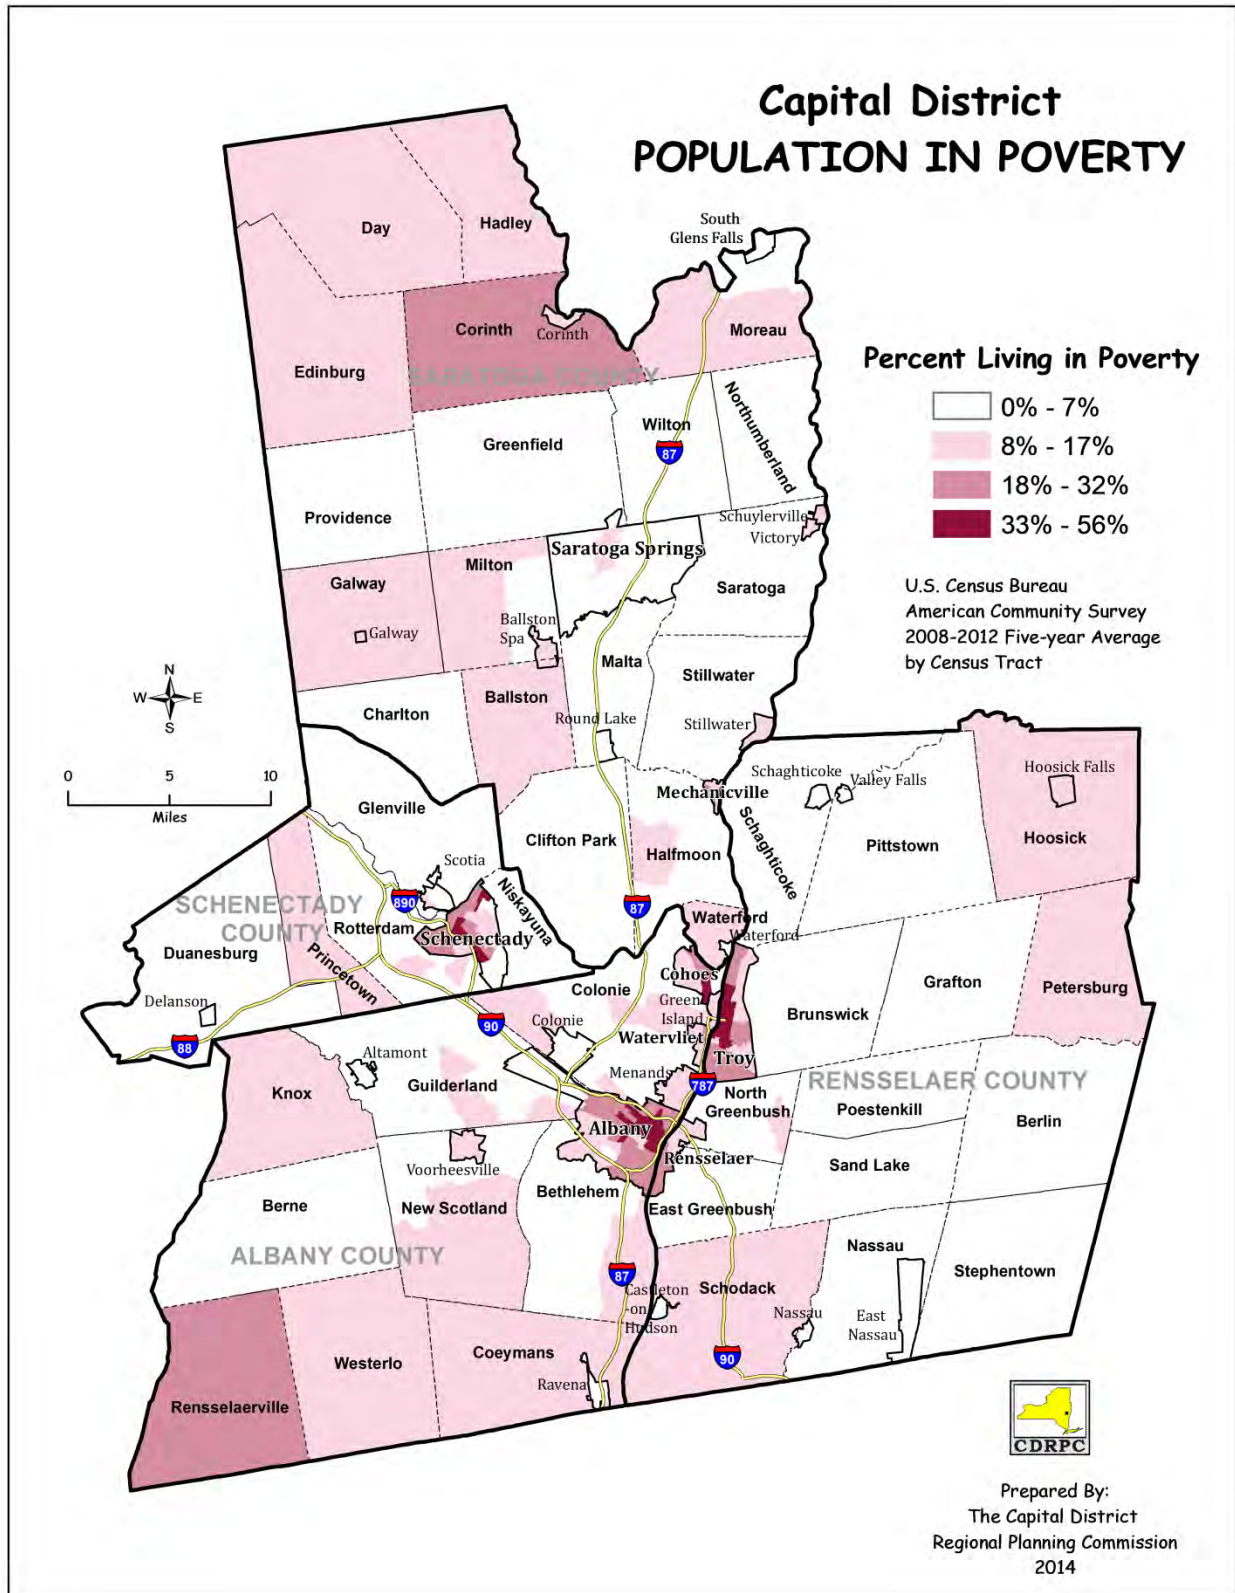 Capital District
POPULATION IN POVERTY
South
Glens Falls
Day
Hadley
Corinth
Corinth
Moreau
Edinburg
SARATOGA COUNTY
Percent Living in Poverty
0% - 7%
8% - 17%
18% - 32%
33% - 56%
Greenfield
Wilton
87
Northumberland
Providence
Schuylerville
Victory
Saratoga Springs
Milton
Galway
Galway
Saratoga
Ballston
Spa
U.S. Census Bureau
American Community Survey
2008-2012 Five-year Average
by Census Tract
N
W
E
S
Malta
Stillwater
Charlton
Ballston
Round Lake
Stillwater
0
5
10
Miles
Glenville
Mechanicville
Schaghticoke
Valley Falls
Hoosick Falls
Schaghticoke
Clifton Park
Halfmoon
Pittstown
Hoosick
Scotia
Niskayuna
890
87
SCHENECTADY
COUNTY
Rotterdam
Schenectady
Waterford
Waterford
Duanesburg
Princetown
Delanson
88
Cohoes
Colonie
Green
Island
Grafton
Petersburg
Brunswick
90
Colonie
Watervliet
Troy
Altamont
Guilderland
Menands
787
North
Greenbush
RENSSELAER COUNTY
Knox
Poestenkill
Berlin
Albany
Rensselaer
Voorheesville
Sand Lake
Berne
New Scotland
Bethlehem
East Greenbush
ALBANY COUNTY
87
Nassau
Stephentown
Schodack
Castleton
-on-
Hudson
Nassau
East
Nassau
90
Westerlo
Coeymans
Ravena
Rensselaerville
CDRPC
Prepared By:
The Capital District
Regional Planning Commission
2014